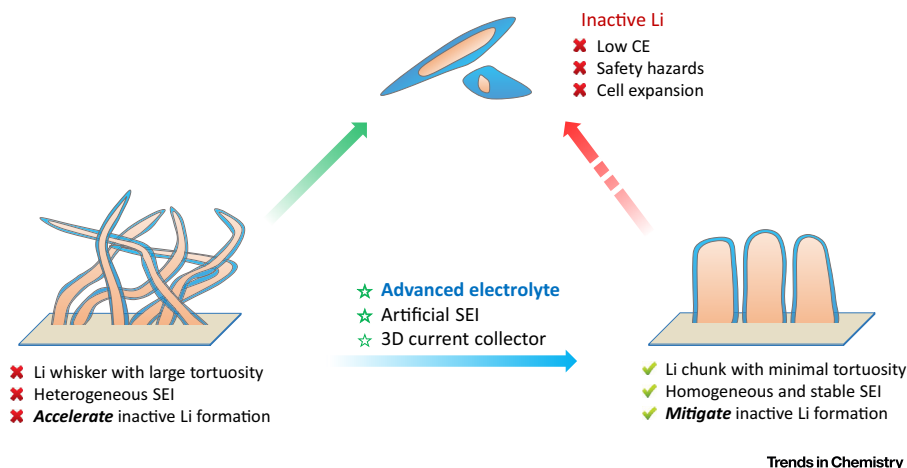 Inactive Li
Low CE
Safety hazards
Cell expansion
Advanced electrolyte
Artificial SEI
3D current collector
Li whisker with large tortuosity
Heterogeneous SEI
Accelerate inactive Li formation
Li chunk with minimal tortuosity
Homogeneous and stable SEI
Mitigate inactive Li formation
Trends in Chemistry